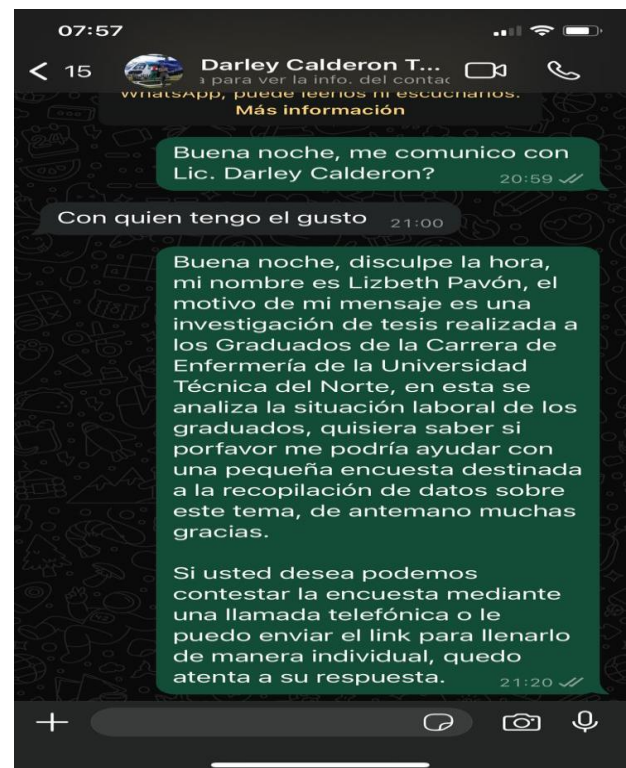 07:57
15
Darley Calderon T...
a para ver la info. del contac
WhatsApp, puede leerlos ni escucharlos.
Más información
Buena noche, me comunico con
Lic. Darley Calderon?
20:59
Con quien tengo el gusto 21:00
Buena noche, disculpe la hora,
mi nombre es Lizbeth Pavón, el
motivo de mi mensaje es una
investigación de tesis realizada a
los Graduados de la Carrera de
Enfermería de la Universidad
Técnica del Norte, en esta se
analiza la situación laboral de los
graduados, quisiera saber si
porfavor me podría ayudar con
una pequeña encuesta destinada
a la recopilación de datos sobre
este tema, de antemano muchas
gracias.
Si usted desea podemos
contestar la encuesta mediante
una llamada telefónica o le
puedo enviar el link para llenarlo
de manera individual, quedo
atenta a su respuesta.
21:20